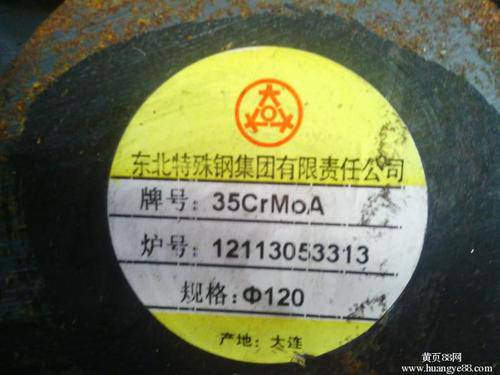 东北特殊钢集团有限责任公司
牌号: 35CrMoA
炉号: 12113053313
规格: Φ120
产地: 大连
黄页88网
www.huangye88.com